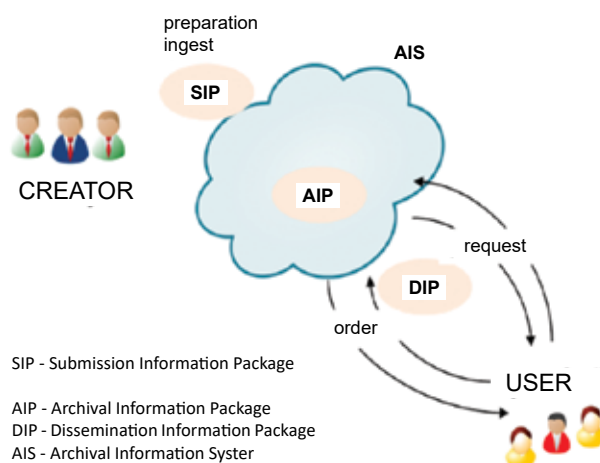 preparation
ingest
AIS
SIP
CREATOR
AIP
request
DIP
order
USER
SIP - Submission Information Package
AIP - Archival Information Package
DIP - Dissemination Information Package
AIS - Archival Information Syster